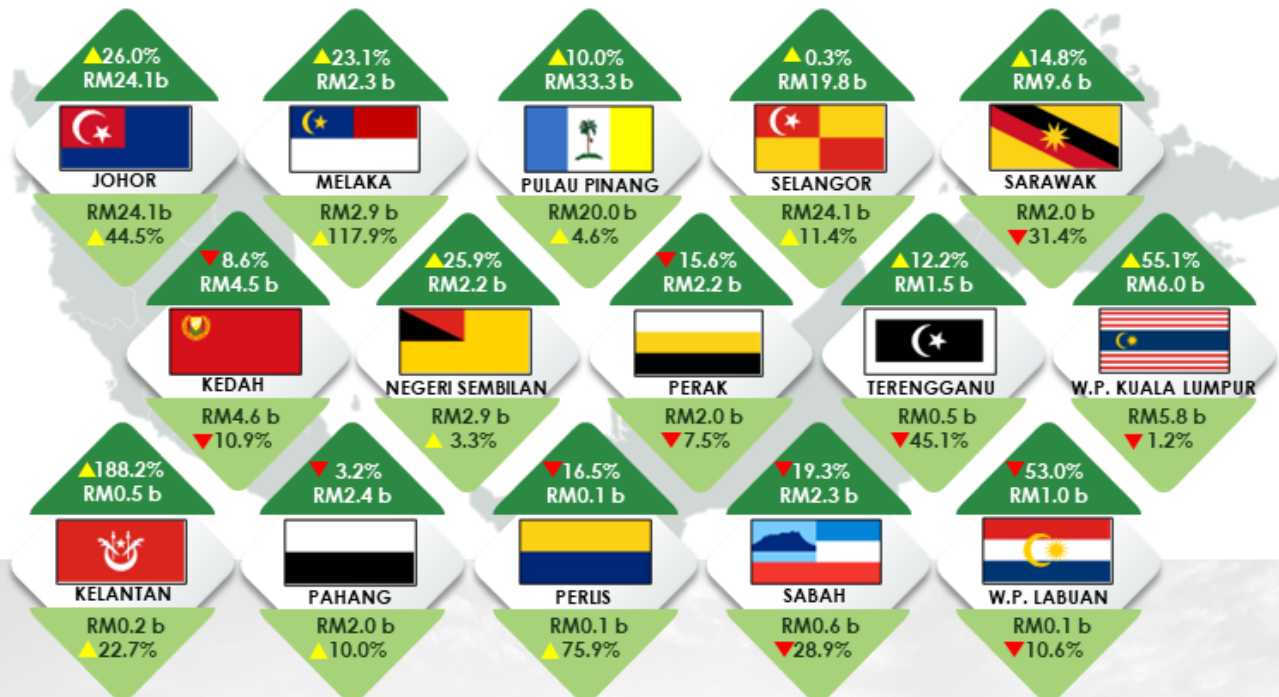 ▲26.0%
RM24.1b
JOHOR
RM24.1b
▲44.5%
▲23.1%
RM2.3 b
MELAKA
RM2.9 b
▲117.9%
▲10.0%
RM33.3 b
PULAU PINANG
RM20.0 b
▲4.6%
▲0.3%
RM19.8 b
SELANGOR
RM24.1 b
▲11.4%
▲14.8%
RM9.6 b
SARAWAK
RM2.0 b
▼31.4%
▼8.6%
RM4.5 b
KEDAH
RM4.6 b
▼10.9%
▲25.9%
RM2.2 b
NEGERI SEMBILAN
RM2.9 b
▲ 3.3%
▼15.6%
RM2.2 b
PERAK
RM2.0 b
▼7.5%
▲12.2%
RM1.5 b
TERENGGANU
RM0.5 b
▼45.1%
▲55.1%
RM6.0 b
W.P. KUALA LUMPUR
RM5.8 b
▼1.2%
▲188.2%
RM0.5 b
KELANTAN
RM0.2 b
▲22.7%
▼ 3.2%
RM2.4 b
PAHANG
RM2.0 b
▲10.0%
▼16.5%
RM0.1 b
PERLIS
RM0.1 b
▲75.9%
▼19.3%
RM2.3 b
SABAH
RM0.6 b
▼28.9%
▼53.0%
RM1.0 b
W.P. LABUAN
RM0.1 b
▼10.6%